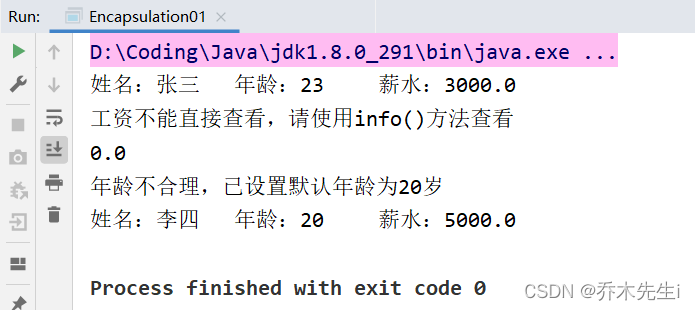 Run: Encapsulation01
D:\Coding\Java\jdk1.8.0_291\bin\java.exe ...
姓名：张三 年龄：23 薪水：3000.0
工资不能直接查看，请使用info()方法查看
0.0
年龄不合理，已设置默认年龄为20岁
姓名：李四 年龄：20 薪水：5000.0
Process finished with exit code 0
CSDN @乔木先生i